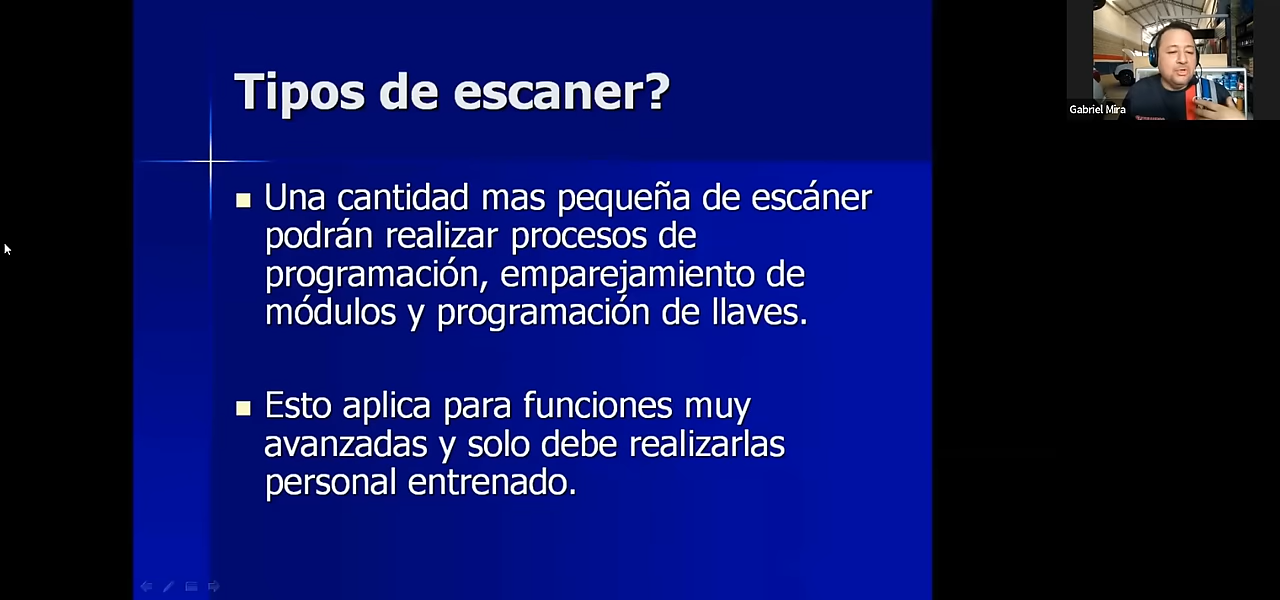 Tipos de escaner?
Gabriel Mira
Una cantidad mas pequeña de escáner
podrán realizar procesos de
programación, emparejamiento de
módulos y programación de llaves.
Esto aplica para funciones muy
avanzadas y solo debe realizarlas
personal entrenado.